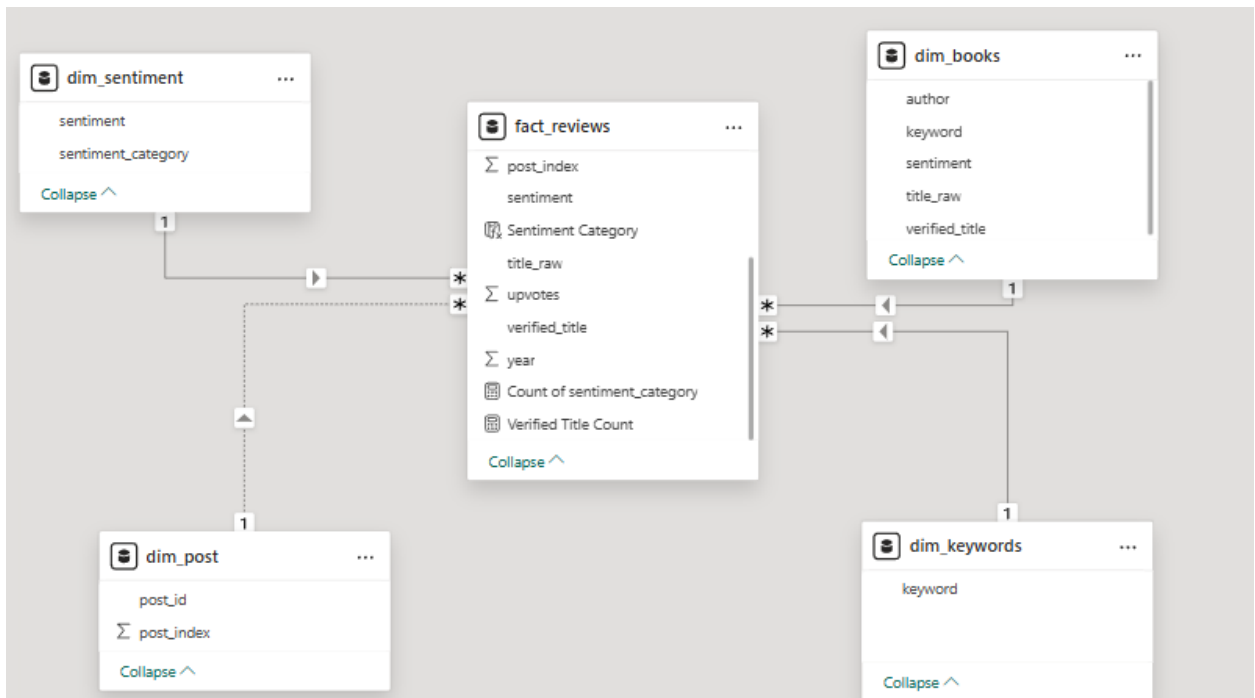 dim_sentiment ...
sentiment
sentiment_category
Collapse
1
dim_books ...
author
keyword
sentiment
title_raw
verified_title
Collapse
1
fact_reviews ...
Σ post_index
sentiment
Sentiment Category
title_raw
Σ upvotes
verified_title
Σ year
Count of sentiment_category
Verified Title Count
Collapse
*
*
*
*
1
dim_post ...
post_id
Σ post_index
Collapse
1
dim_keywords ...
keyword
Collapse